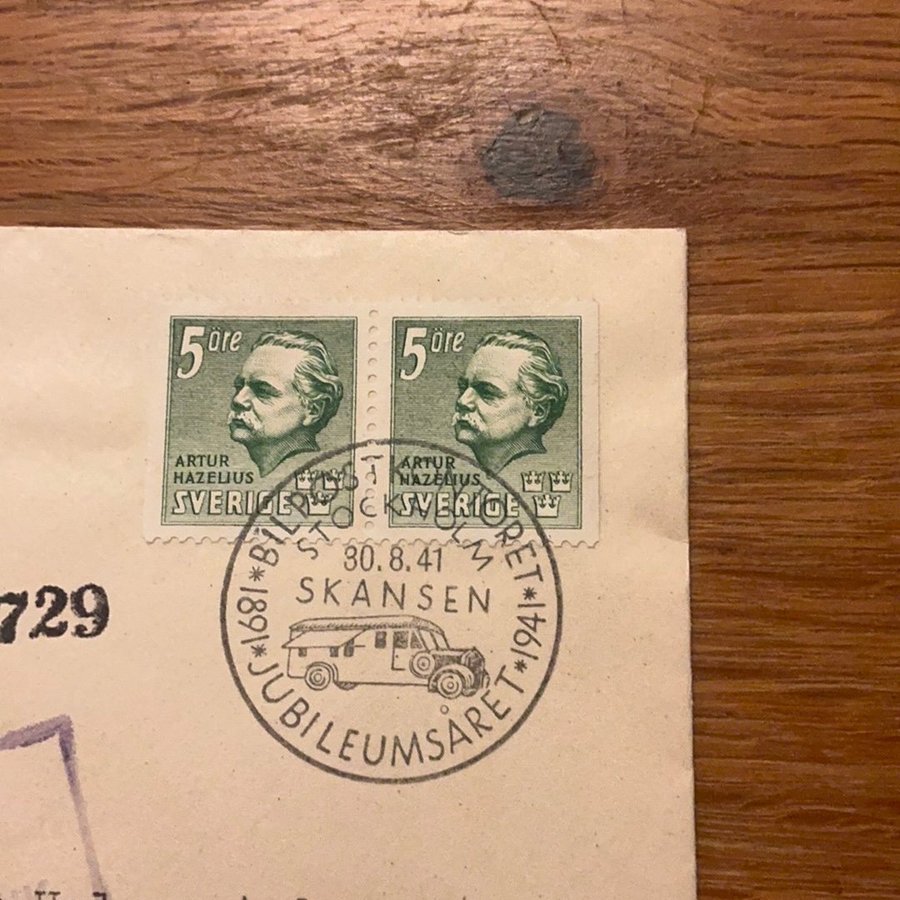 5 öre
ARTUR
HAZELIUS
SVERIGE
5 öre
ARTUR
HAZELIUS
SVERIGE
BILPOSTKONTORET
STOCKHOLM
30.8.41
SKANSEN
*1891*JUBILEUMSÅRET*1941*
729